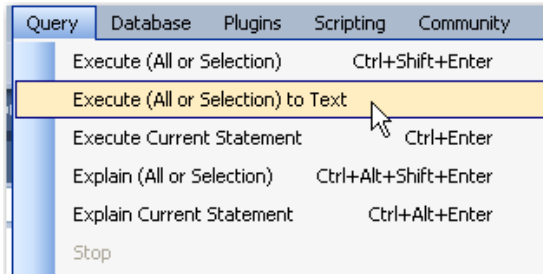 Query Database Plugins Scripting Community
Execute (All or Selection) Ctrl+Shift+Enter
Execute (All or Selection) to Text
Execute Current Statement Ctrl+Enter
Explain (All or Selection) Ctrl+Alt+Shift+Enter
Explain Current Statement Ctrl+Alt+Enter
Stop